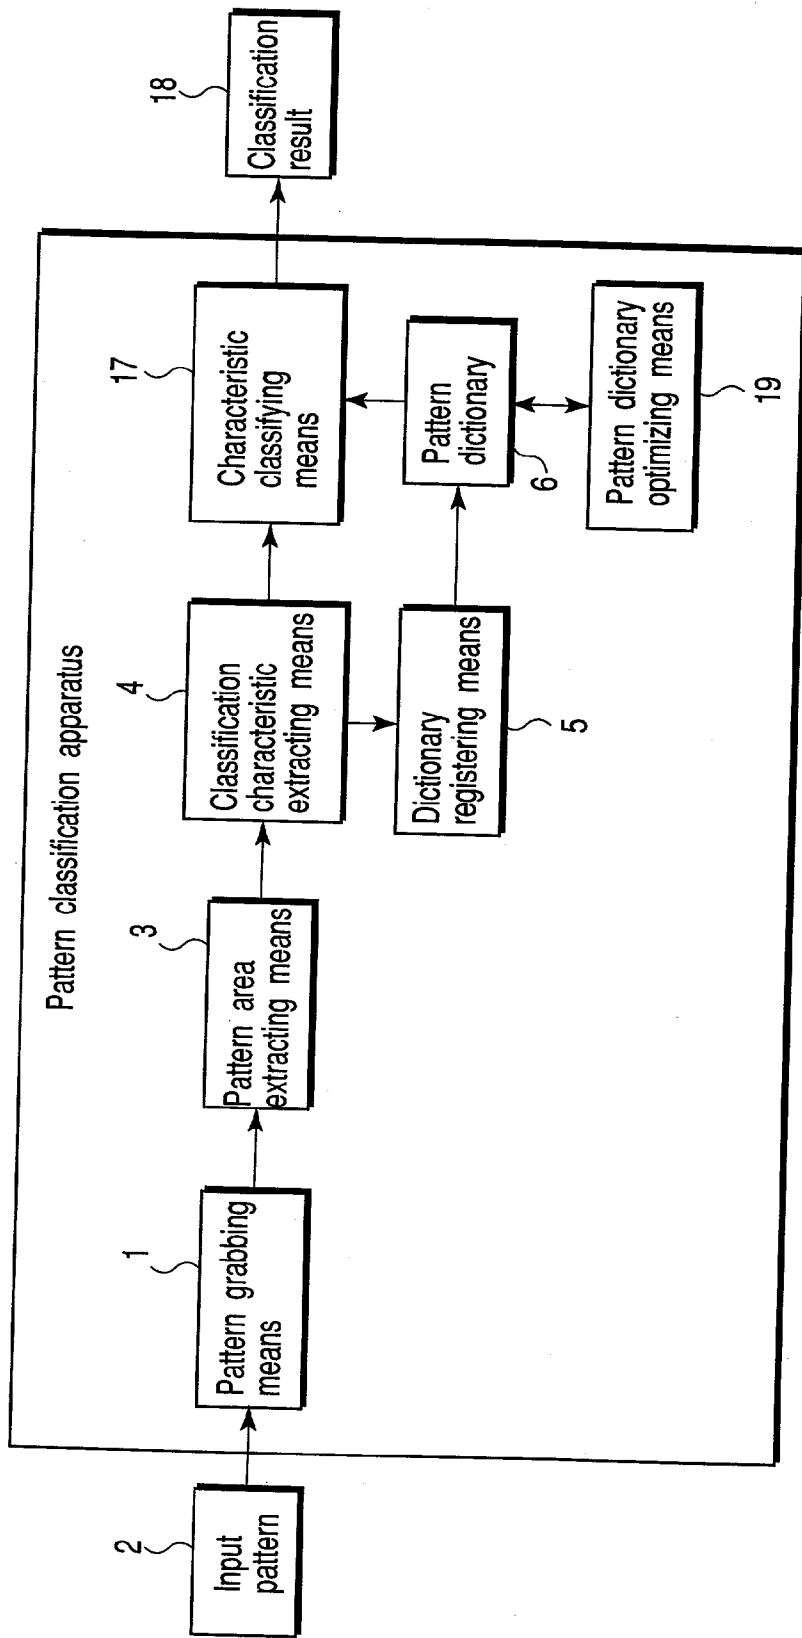 Pattern classification apparatus
2
Input
pattern
1
Pattern grabbing
means
3
Pattern area
extracting means
4
Classification
characteristic
extracting means
17
Characteristic
classifying
means
18
Classification
result
Dictionary
registering means
5
Pattern
dictionary
6
Pattern dictionary
optimizing means
19